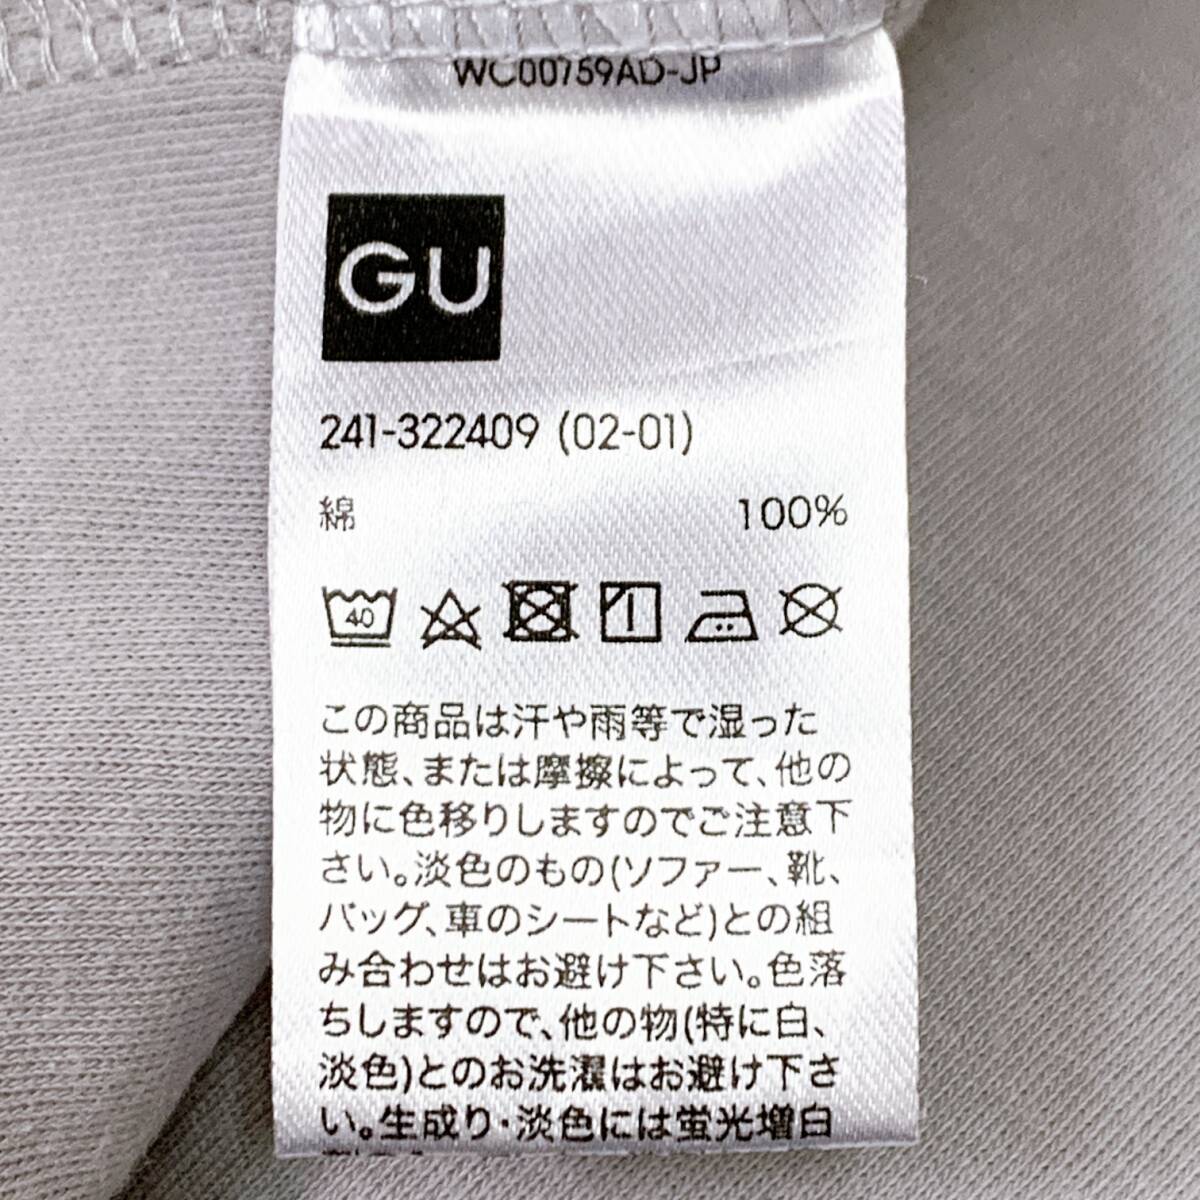 WC00759AD-JP
GU
241-322409 (02-01)
綿 100%
40
この商品は汗や雨等で湿った
状態、または摩擦によって、他の
物に色移りしますのでご注意下
さい。淡色のもの(ソファー、靴、
バッグ、車のシートなど)との組
み合わせはお避け下さい。色落
ちしますので、他の物(特に白、
淡色)とのお洗濯はお避け下さ
い。生成り・淡色には蛍光増白